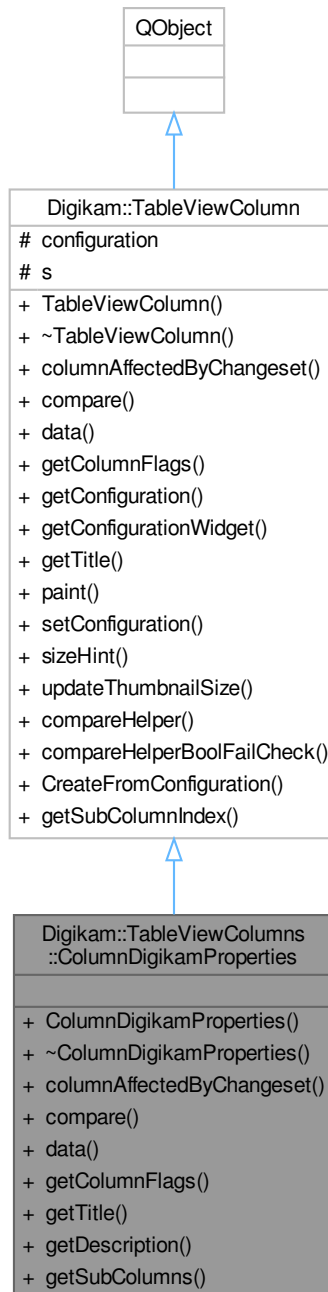 QObject
Digikam::TableViewColumn
# configuration
# s
+ TableViewColumn()
+ ~TableViewColumn()
+ columnAffectedByChangeset()
+ compare()
+ data()
+ getColumnFlags()
+ getConfiguration()
+ getConfigurationWidget()
+ getTitle()
+ paint()
+ setConfiguration()
+ sizeHint()
+ updateThumbnailSize()
+ compareHelper()
+ compareHelperBoolFailCheck()
+ CreateFromConfiguration()
+ getSubColumnIndex()
Digikam::TableViewColumns
::ColumnDigikamProperties
+ ColumnDigikamProperties()
+ ~ColumnDigikamProperties()
+ columnAffectedByChangeset()
+ compare()
+ data()
+ getColumnFlags()
+ getTitle()
+ getDescription()
+ getSubColumns()